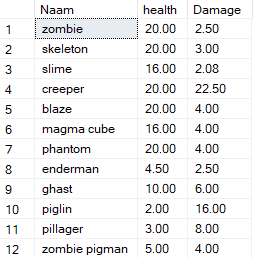 Naam health Damage
1 zombie 20.00 2.50
2 skeleton 20.00 3.00
3 slime 16.00 2.08
4 creeper 20.00 22.50
5 blaze 20.00 4.00
6 magma cube 16.00 4.00
7 phantom 20.00 4.00
8 enderman 4.50 2.50
9 ghast 10.00 6.00
10 piglin 2.00 16.00
11 pillager 3.00 8.00
12 zombie pigman 5.00 4.00